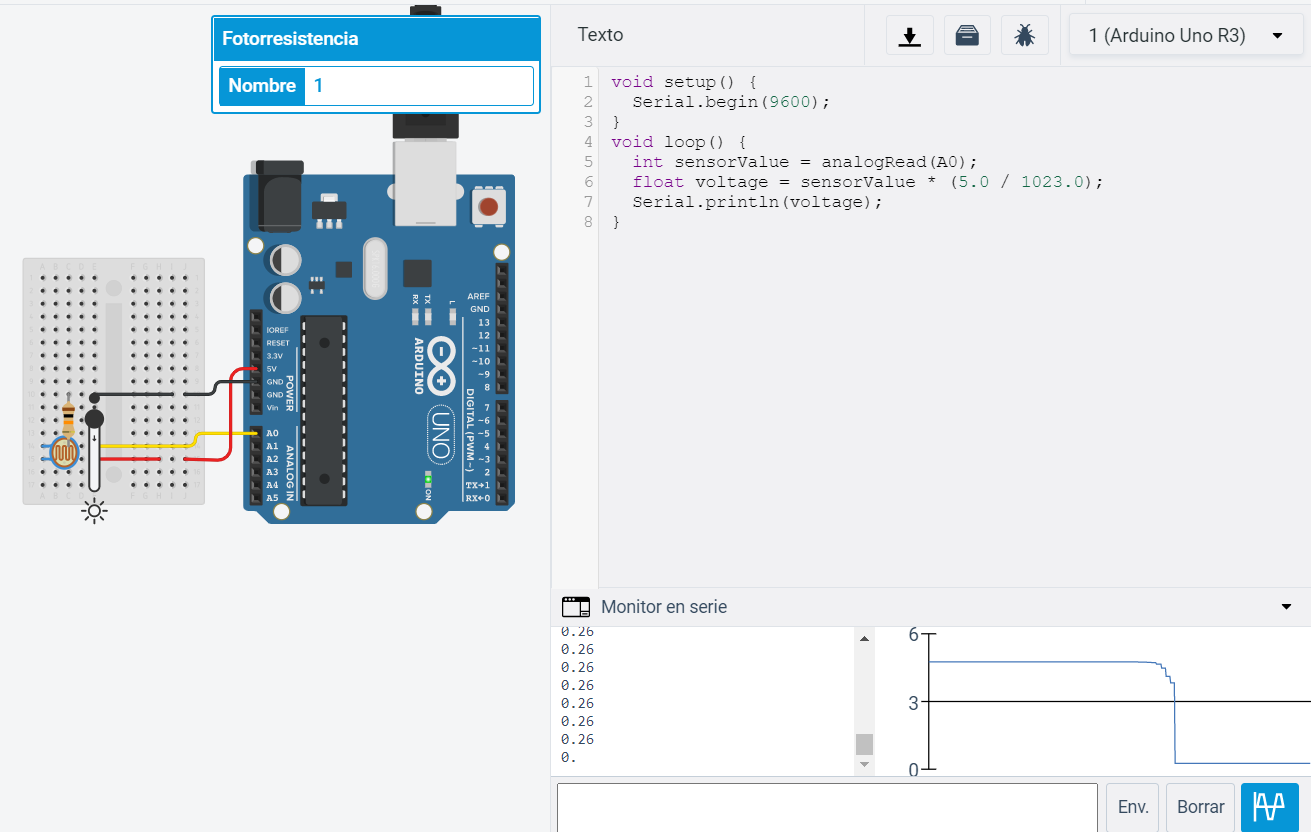 Fotorresistencia
Nombre 1
Texto
1 (Arduino Uno R3)
1 void setup() {
2 Serial.begin(9600);
3 }
4 void loop() {
5 int sensorValue = analogRead(A0);
6 float voltage = sensorValue * (5.0 / 1023.0);
7 Serial.println(voltage);
8 }
RX TX L
AREF
GND
13
12
~11
~10
~9
8
7
~6
~5
4
~3
2
TX→1
RX←0
DIGITAL (PWM~)
IOREF
RESET
3.3V
5V
GND
GND
Vin
POWER
A0
A1
A2
A3
A4
A5
ANALOG IN
ARDUINO
UNO
ON
Monitor en serie
0.26
0.26
0.26
0.26
0.26
0.26
0.26
0.
6
3
0
Env.
Borrar